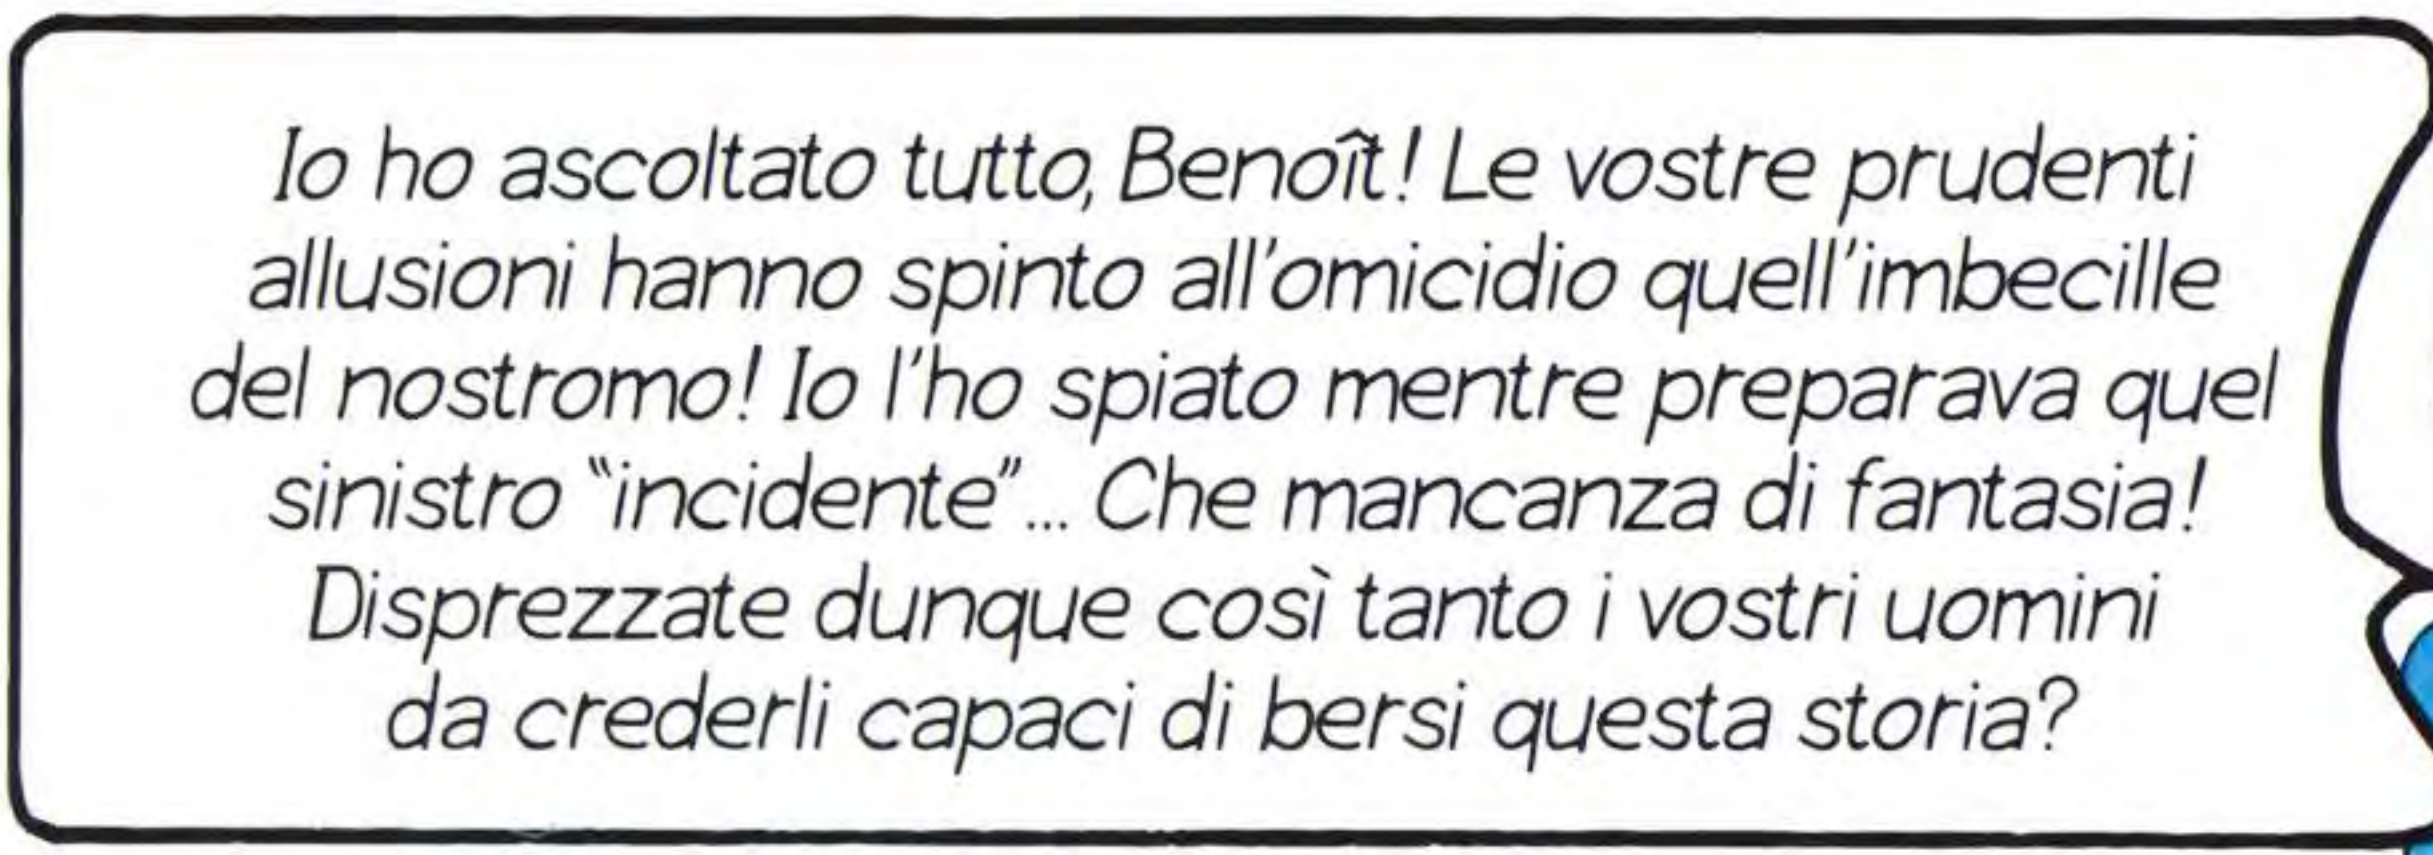 Io ho ascoltato tutto, Benoît! Le vostre prudenti
allusioni hanno spinto all'omicidio quell'imbecille
del nostromo! Io l'ho spiato mentre preparava quel
sinistro “incidente”... Che mancanza di fantasia!
Disprezzate dunque così tanto i vostri uomini
da crederli capaci di bersi questa storia?